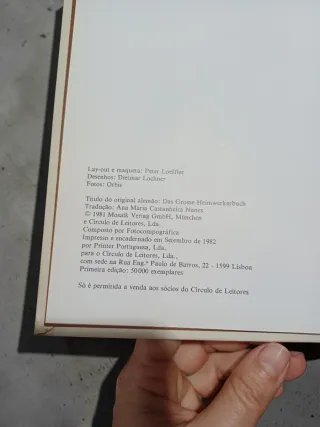 Lay-out e maqueta: Peter Loeffler
Desenhos: Dietmar Lochner
Fotos: Orbis
Título do original alemão: Das Grosse Heimwerkerbuch
Tradução: Ana Maria Castanheira Nunes
© 1981 Mosaik Verlag GmbH, München
e Círculo de Leitores, Lda.
Composto por Fotocompográfica
Impresso e encadernado em Setembro de 1982
por Printer Portuguesa, Lda.
para o Círculo de Leitores, Lda.,
com sede na Rua Eng.º Paulo de Barros, 22 - 1599 Lisboa
Primeira edição: 50 000 exemplares
Só é permitida a venda aos sócios do Círculo de Leitores